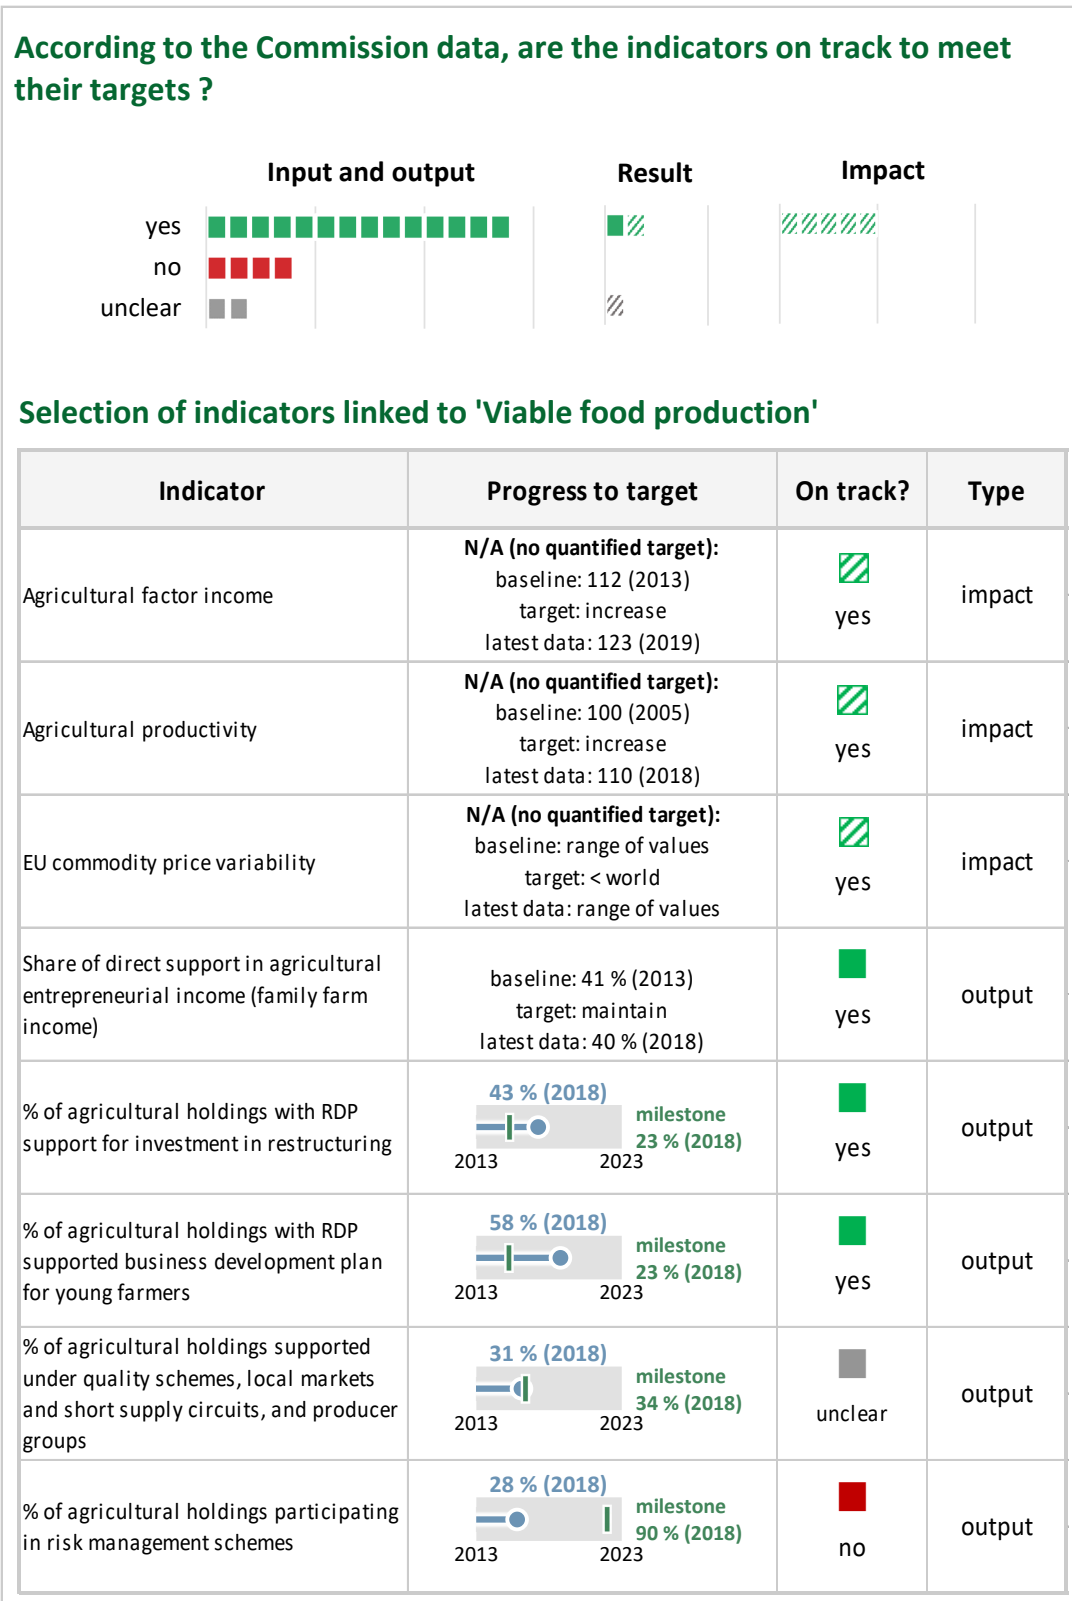 According to the Commission data, are the indicators on track to meet
their targets ?
Input and output
Result
Impact
yes
no
unclear
Selection of indicators linked to 'Viable food production'
Indicator
Progress to target
On track?
Type
Agricultural factor income
N/A (no quantified target):
baseline: 112 (2013)
target: increase
latest data: 123 (2019)
yes
impact
Agricultural productivity
N/A (no quantified target):
baseline: 100 (2005)
target: increase
latest data: 110 (2018)
yes
impact
EU commodity price variability
N/A (no quantified target):
baseline: range of values
target: < world
latest data: range of values
yes
impact
Share of direct support in agricultural
entrepreneurial income (family farm
income)
baseline: 41 % (2013)
target: maintain
latest data: 40 % (2018)
yes
output
% of agricultural holdings with RDP
support for investment in restructuring
43 % (2018)
milestone
23 % (2018)
2013
2023
yes
output
% of agricultural holdings with RDP
supported business development plan
for young farmers
58 % (2018)
milestone
23 % (2018)
2013
2023
yes
output
% of agricultural holdings supported
under quality schemes, local markets
and short supply circuits, and producer
groups
31 % (2018)
milestone
34 % (2018)
2013
2023
unclear
output
% of agricultural holdings participating
in risk management schemes
28 % (2018)
milestone
90 % (2018)
2013
2023
no
output